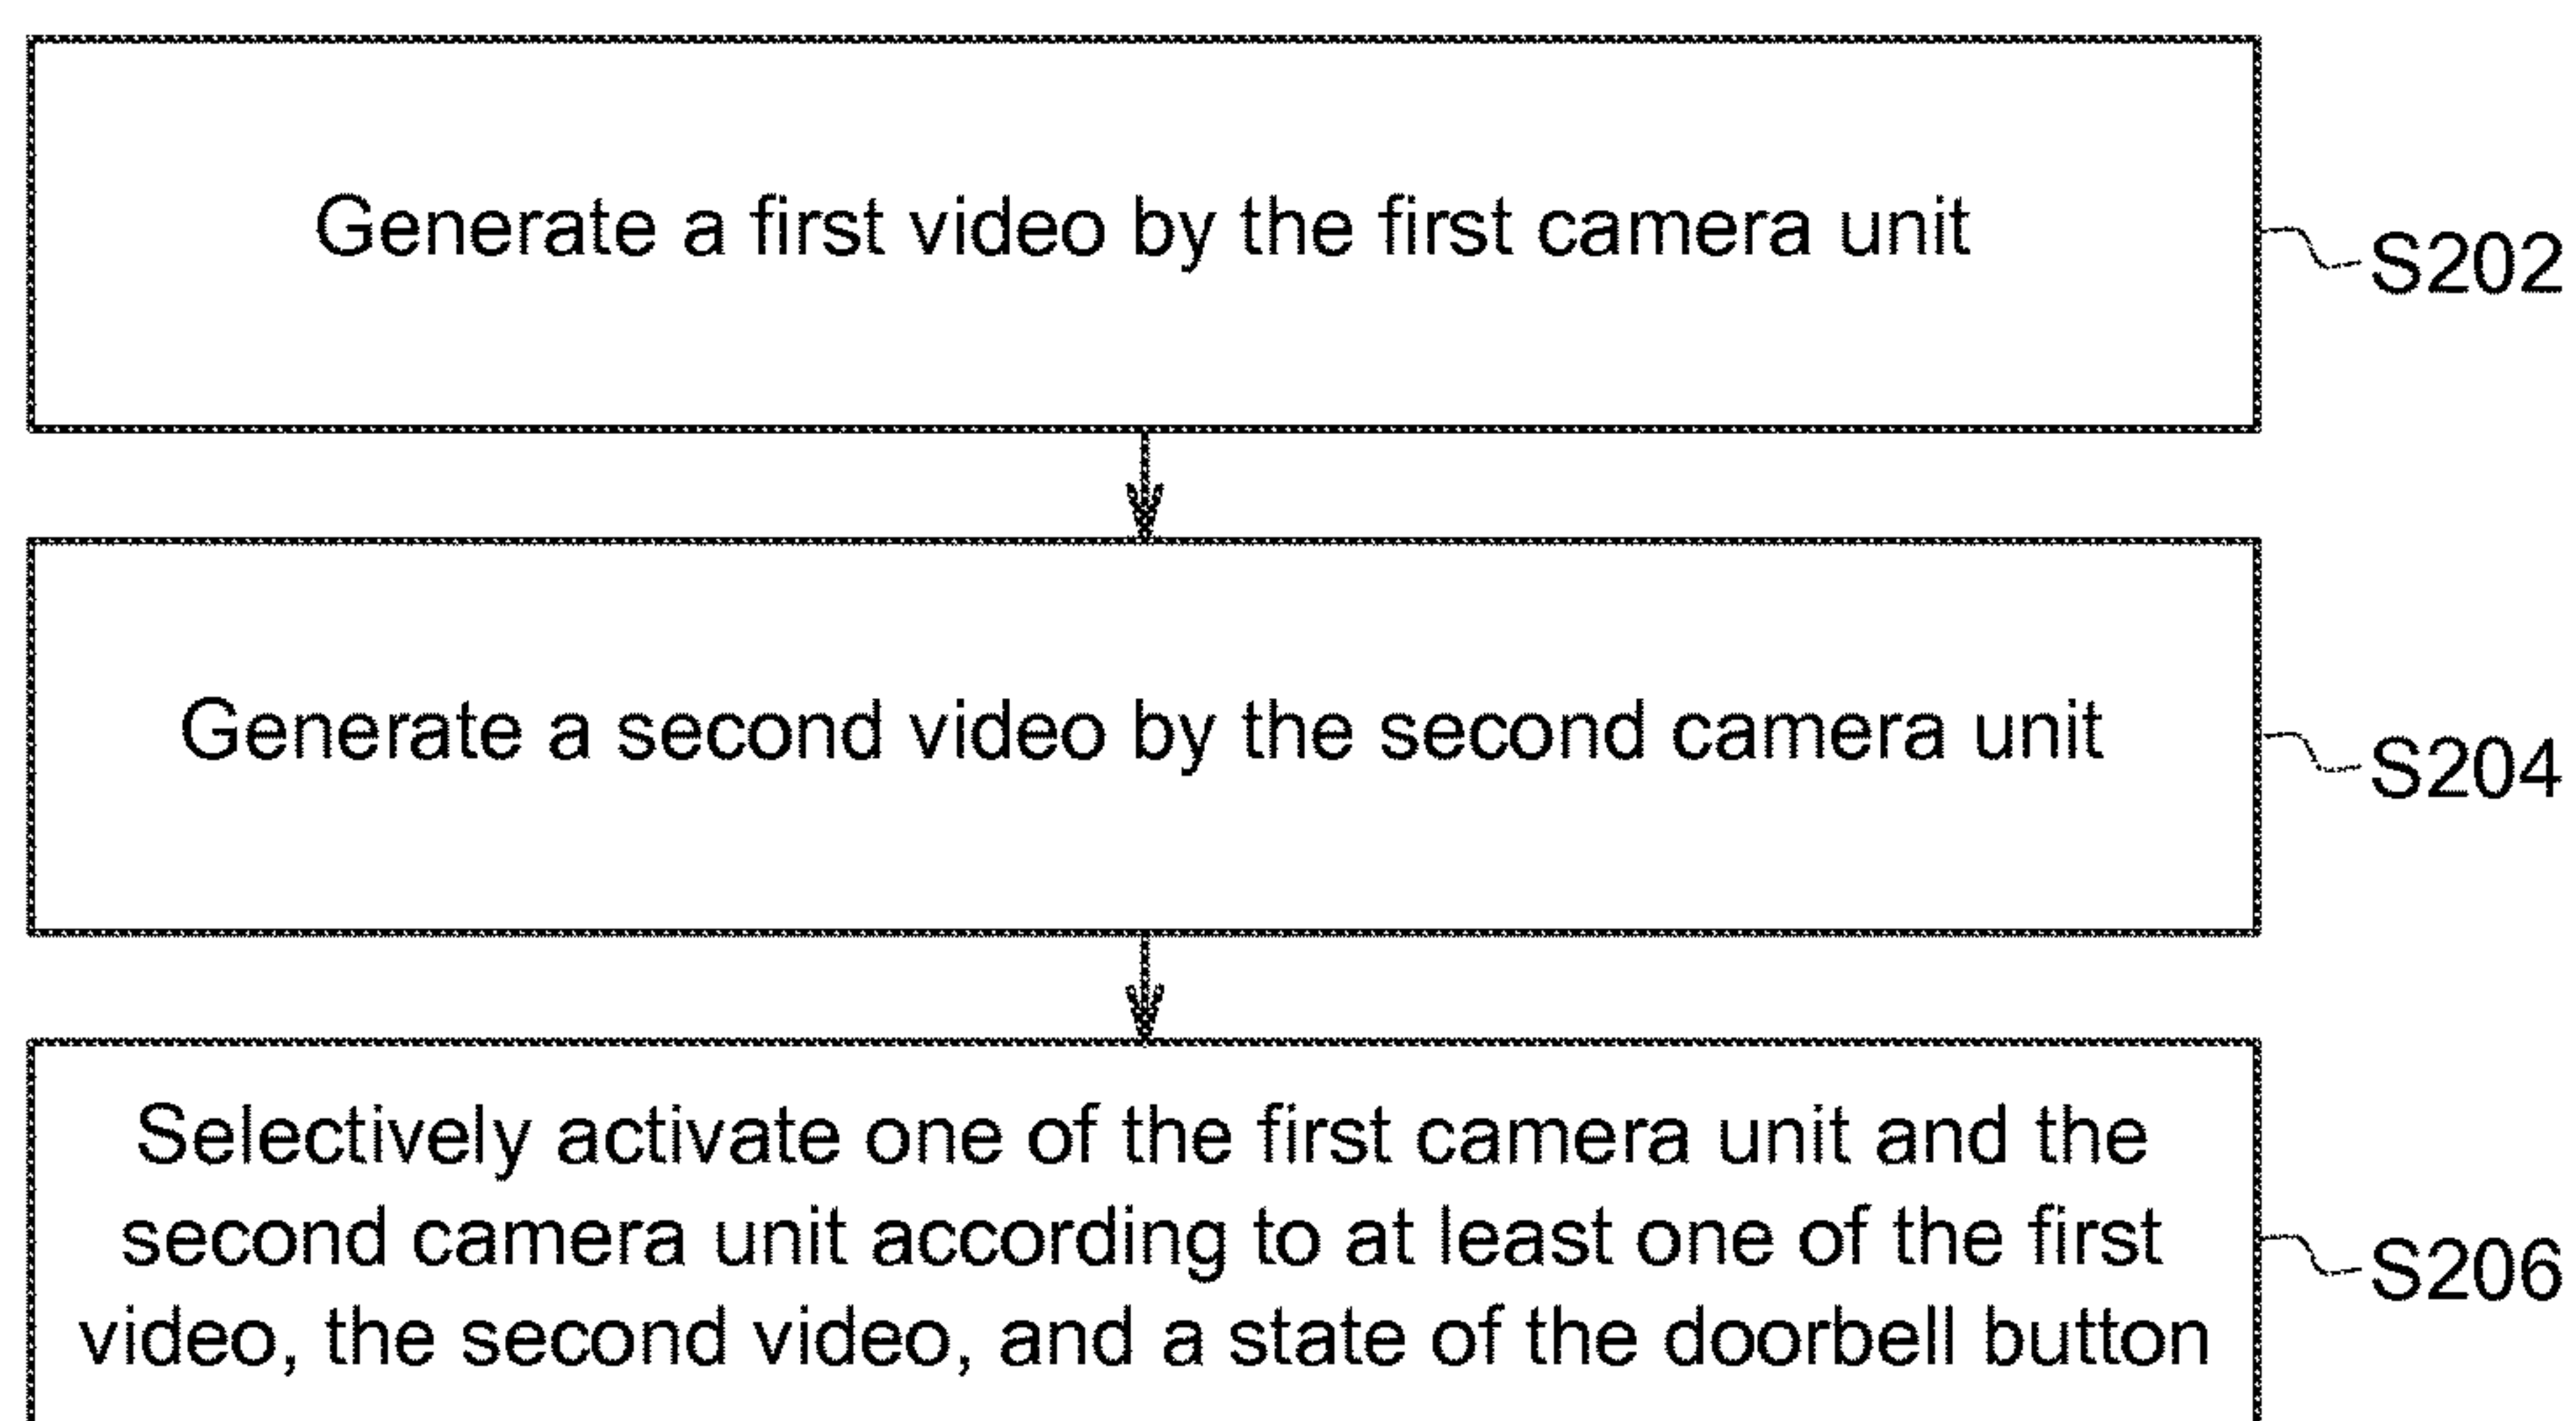 Generate a first video by the first camera unit
S202
Generate a second video by the second camera unit
S204
Selectively activate one of the first camera unit and the
second camera unit according to at least one of the first
video, the second video, and a state of the doorbell button
S206